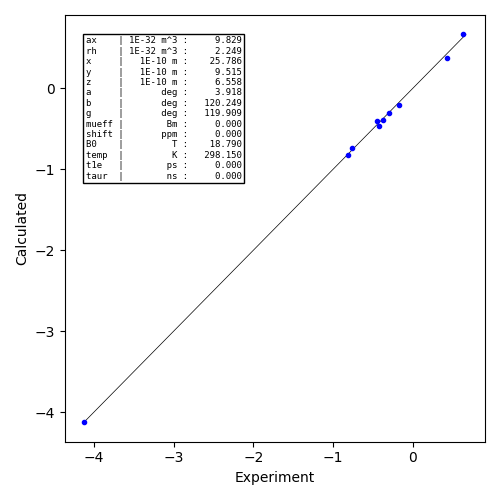 ax | 1E-32 m^3 : 9.829
rh | 1E-32 m^3 : 2.249
x | 1E-10 m : 25.786
y | 1E-10 m : 9.515
z | 1E-10 m : 6.558
a | deg : 3.918
b | deg : 120.249
g | deg : 119.909
mueff | Bm : 0.000
shift | ppm : 0.000
B0 | T : 18.790
temp | K : 298.150
t1e | ps : 0.000
taur | ns : 0.000
Calculated
0
−1
−2
−3
−4
−4 −3 −2 −1 0
Experiment